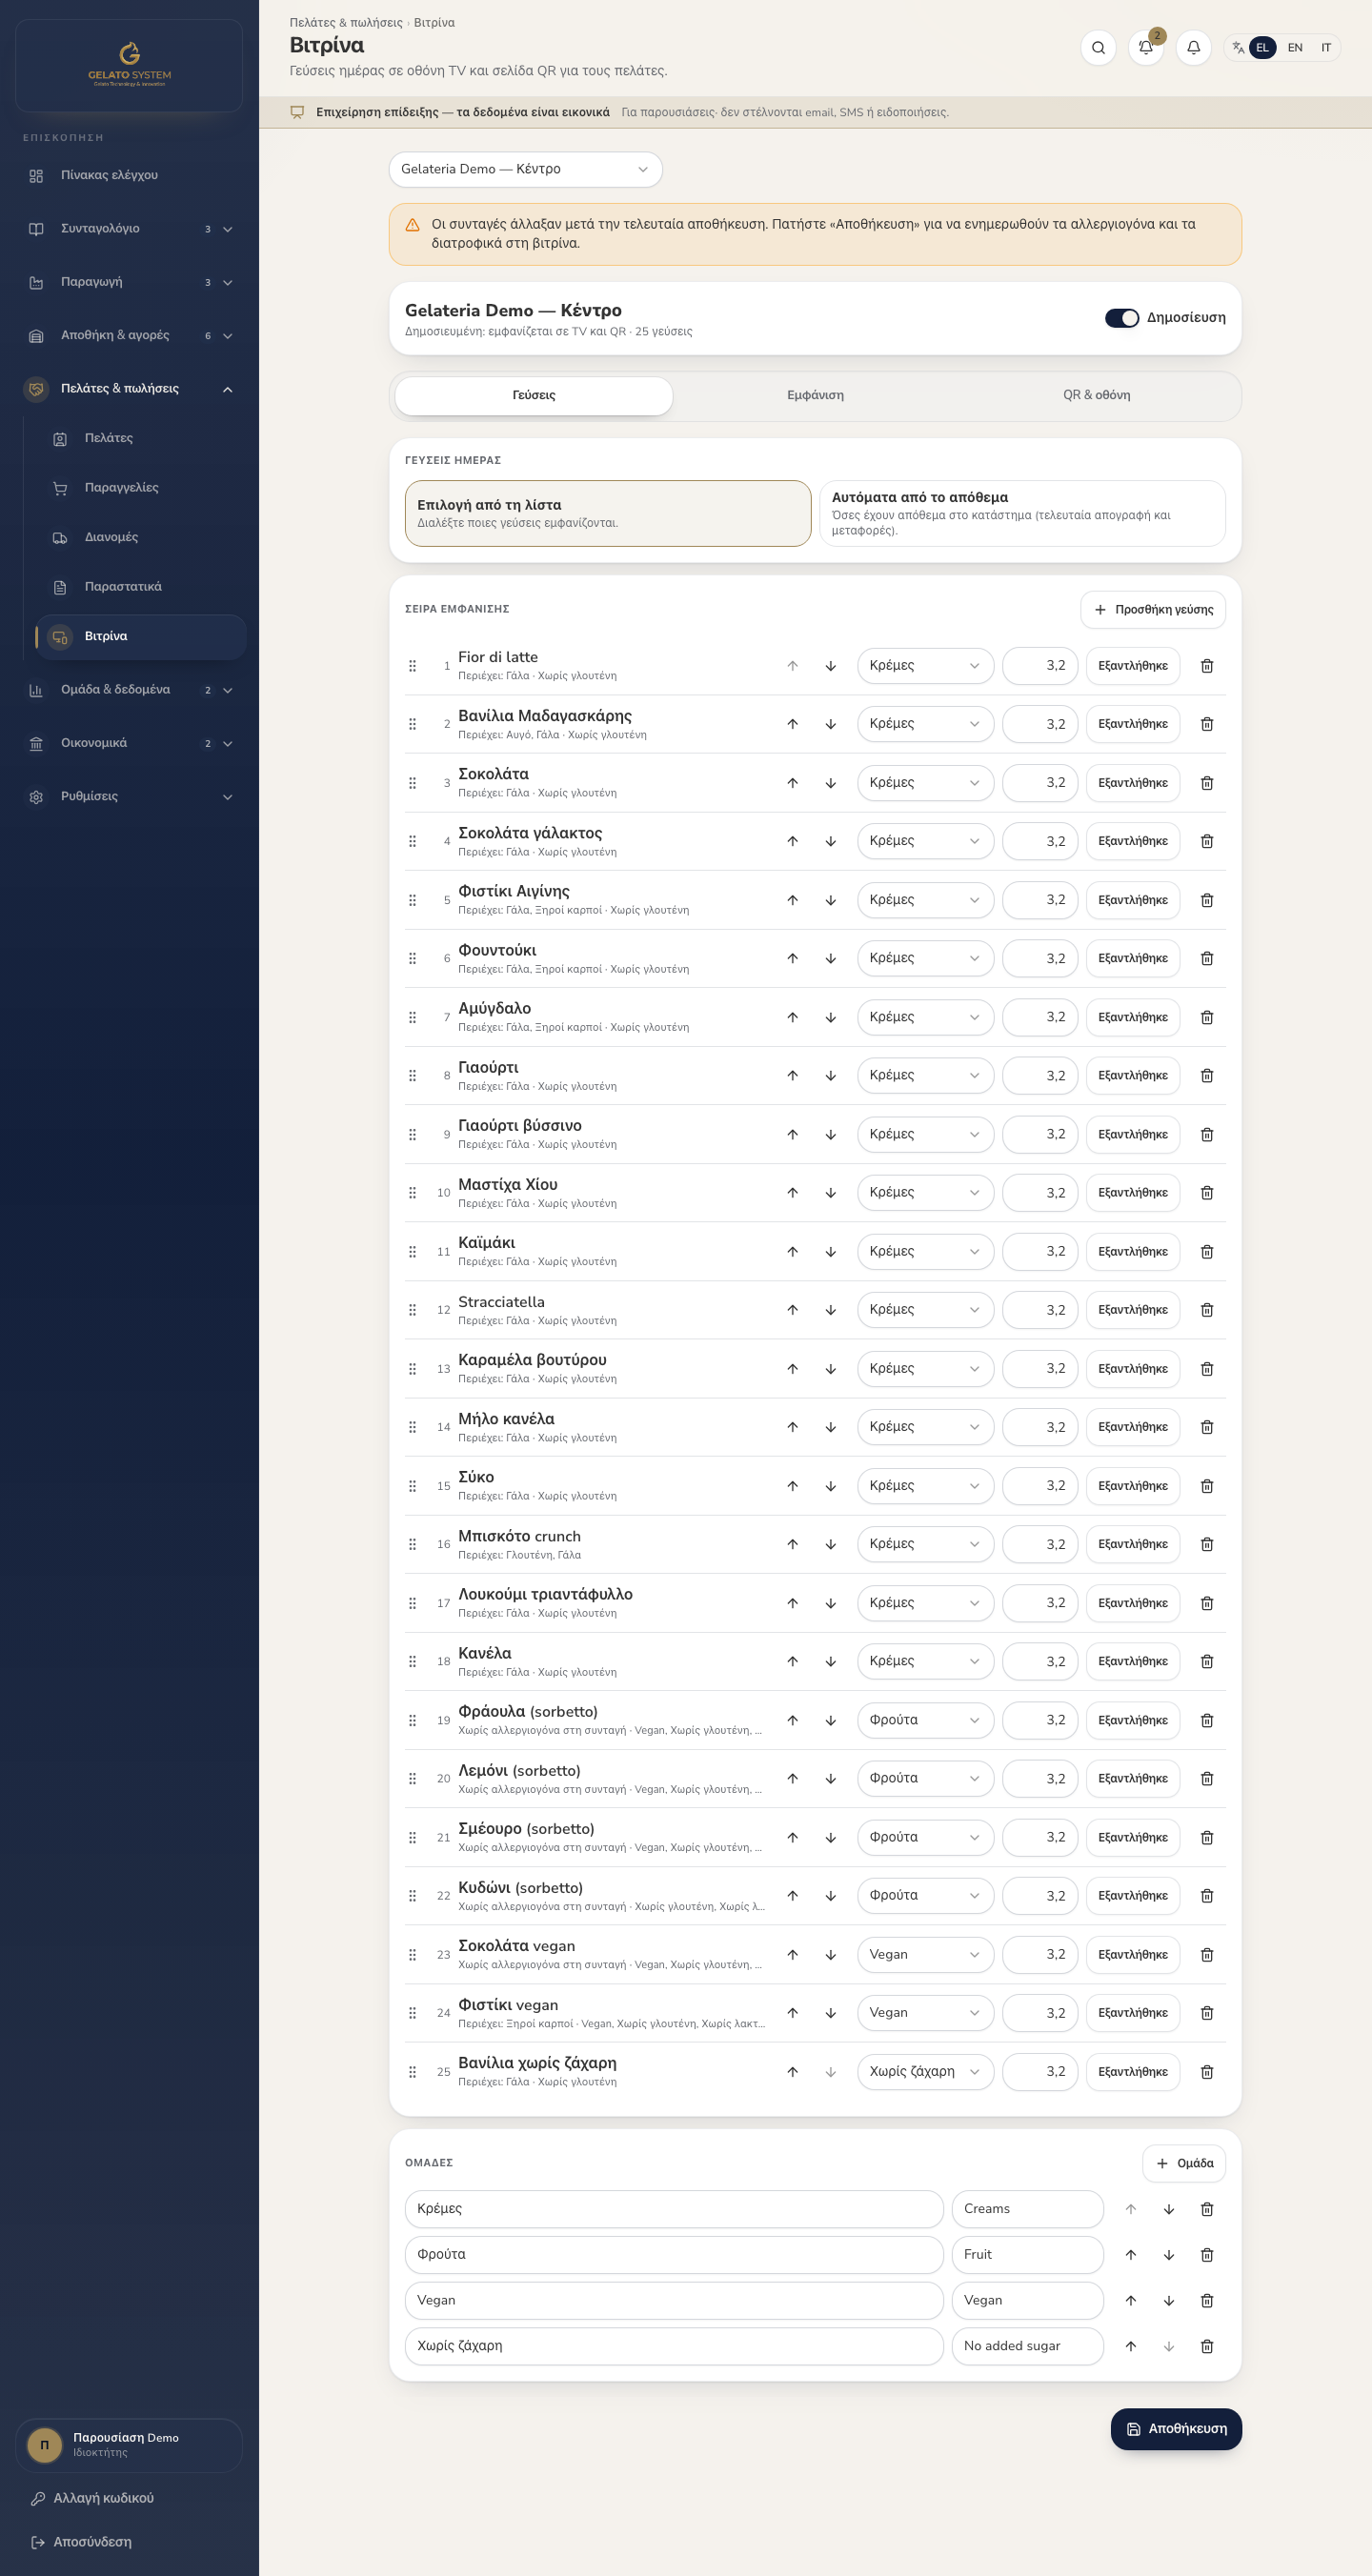 GELATO SYSTEM
Gelato Technology & Innovation
ΕΠΙΣΚΟΠΗΣΗ
Πίνακας ελέγχου
Συνταγολόγιο 3
Παραγωγή 3
Αποθήκη & αγορές 6
Πελάτες & πωλήσεις
Πελάτες
Παραγγελίες
Διανομές
Παραστατικά
Βιτρίνα
Ομάδα & δεδομένα 2
Οικονομικά 2
Ρυθμίσεις
Π
Παρουσίαση Demo
Ιδιοκτήτης
Αλλαγή κωδικού
Αποσύνδεση
Πελάτες & πωλήσεις › Βιτρίνα
Βιτρίνα
Γεύσεις ημέρας σε οθόνη TV και σελίδα QR για τους πελάτες.
2
EL EN IT
Επιχείρηση επίδειξης — τα δεδομένα είναι εικονικά Για παρουσιάσεις· δεν στέλνονται email, SMS ή ειδοποιήσεις.
Gelateria Demo — Κέντρο
Οι συνταγές άλλαξαν μετά την τελευταία αποθήκευση. Πατήστε «Αποθήκευση» για να ενημερωθούν τα αλλεργιογόνα και τα
διατροφικά στη βιτρίνα.
Gelateria Demo — Κέντρο
Δημοσιευμένη: εμφανίζεται σε TV και QR · 25 γεύσεις
Δημοσίευση
Γεύσεις Εμφάνιση QR & οθόνη
ΓΕΥΣΕΙΣ ΗΜΕΡΑΣ
Επιλογή από τη λίστα
Διαλέξτε ποιες γεύσεις εμφανίζονται.
Αυτόματα από το απόθεμα
Όσες έχουν απόθεμα στο κατάστημα (τελευταία απογραφή και
μεταφορές).
ΣΕΙΡΑ ΕΜΦΑΝΙΣΗΣ
Προσθήκη γεύσης
1 Fior di latte Κρέμες 3,2 Εξαντλήθηκε
Περιέχει: Γάλα · Χωρίς γλουτένη
2 Βανίλια Μαδαγασκάρης Κρέμες 3,2 Εξαντλήθηκε
Περιέχει: Αυγό, Γάλα · Χωρίς γλουτένη
3 Σοκολάτα Κρέμες 3,2 Εξαντλήθηκε
Περιέχει: Γάλα · Χωρίς γλουτένη
4 Σοκολάτα γάλακτος Κρέμες 3,2 Εξαντλήθηκε
Περιέχει: Γάλα · Χωρίς γλουτένη
5 Φιστίκι Αιγίνης Κρέμες 3,2 Εξαντλήθηκε
Περιέχει: Γάλα, Ξηροί καρποί · Χωρίς γλουτένη
6 Φουντούκι Κρέμες 3,2 Εξαντλήθηκε
Περιέχει: Γάλα, Ξηροί καρποί · Χωρίς γλουτένη
7 Αμύγδαλο Κρέμες 3,2 Εξαντλήθηκε
Περιέχει: Γάλα, Ξηροί καρποί · Χωρίς γλουτένη
8 Γιαούρτι Κρέμες 3,2 Εξαντλήθηκε
Περιέχει: Γάλα · Χωρίς γλουτένη
9 Γιαούρτι βύσσινο Κρέμες 3,2 Εξαντλήθηκε
Περιέχει: Γάλα · Χωρίς γλουτένη
10 Μαστίχα Χίου Κρέμες 3,2 Εξαντλήθηκε
Περιέχει: Γάλα · Χωρίς γλουτένη
11 Καϊμάκι Κρέμες 3,2 Εξαντλήθηκε
Περιέχει: Γάλα · Χωρίς γλουτένη
12 Stracciatella Κρέμες 3,2 Εξαντλήθηκε
Περιέχει: Γάλα · Χωρίς γλουτένη
13 Καραμέλα βουτύρου Κρέμες 3,2 Εξαντλήθηκε
Περιέχει: Γάλα · Χωρίς γλουτένη
14 Μήλο κανέλα Κρέμες 3,2 Εξαντλήθηκε
Περιέχει: Γάλα · Χωρίς γλουτένη
15 Σύκο Κρέμες 3,2 Εξαντλήθηκε
Περιέχει: Γάλα · Χωρίς γλουτένη
16 Μπισκότο crunch Κρέμες 3,2 Εξαντλήθηκε
Περιέχει: Γλουτένη, Γάλα
17 Λουκούμι τριαντάφυλλο Κρέμες 3,2 Εξαντλήθηκε
Περιέχει: Γάλα · Χωρίς γλουτένη
18 Κανέλα Κρέμες 3,2 Εξαντλήθηκε
Περιέχει: Γάλα · Χωρίς γλουτένη
19 Φράουλα (sorbetto) Φρούτα 3,2 Εξαντλήθηκε
Χωρίς αλλεργιογόνα στη συνταγή · Vegan, Χωρίς γλουτένη, ...
20 Λεμόνι (sorbetto) Φρούτα 3,2 Εξαντλήθηκε
Χωρίς αλλεργιογόνα στη συνταγή · Vegan, Χωρίς γλουτένη, ...
21 Σμέουρο (sorbetto) Φρούτα 3,2 Εξαντλήθηκε
Χωρίς αλλεργιογόνα στη συνταγή · Vegan, Χωρίς γλουτένη, ...
22 Κυδώνι (sorbetto) Φρούτα 3,2 Εξαντλήθηκε
Χωρίς αλλεργιογόνα στη συνταγή · Χωρίς γλουτένη, Χωρίς λ...
23 Σοκολάτα vegan Vegan 3,2 Εξαντλήθηκε
Χωρίς αλλεργιογόνα στη συνταγή · Vegan, Χωρίς γλουτένη, ...
24 Φιστίκι vegan Vegan 3,2 Εξαντλήθηκε
Περιέχει: Ξηροί καρποί · Vegan, Χωρίς γλουτένη, Χωρίς λακτ...
25 Βανίλια χωρίς ζάχαρη Χωρίς ζάχαρη 3,2 Εξαντλήθηκε
Περιέχει: Γάλα · Χωρίς γλουτένη
ΟΜΑΔΕΣ
Ομάδα
Κρέμες Creams
Φρούτα Fruit
Vegan Vegan
Χωρίς ζάχαρη No added sugar
Αποθήκευση